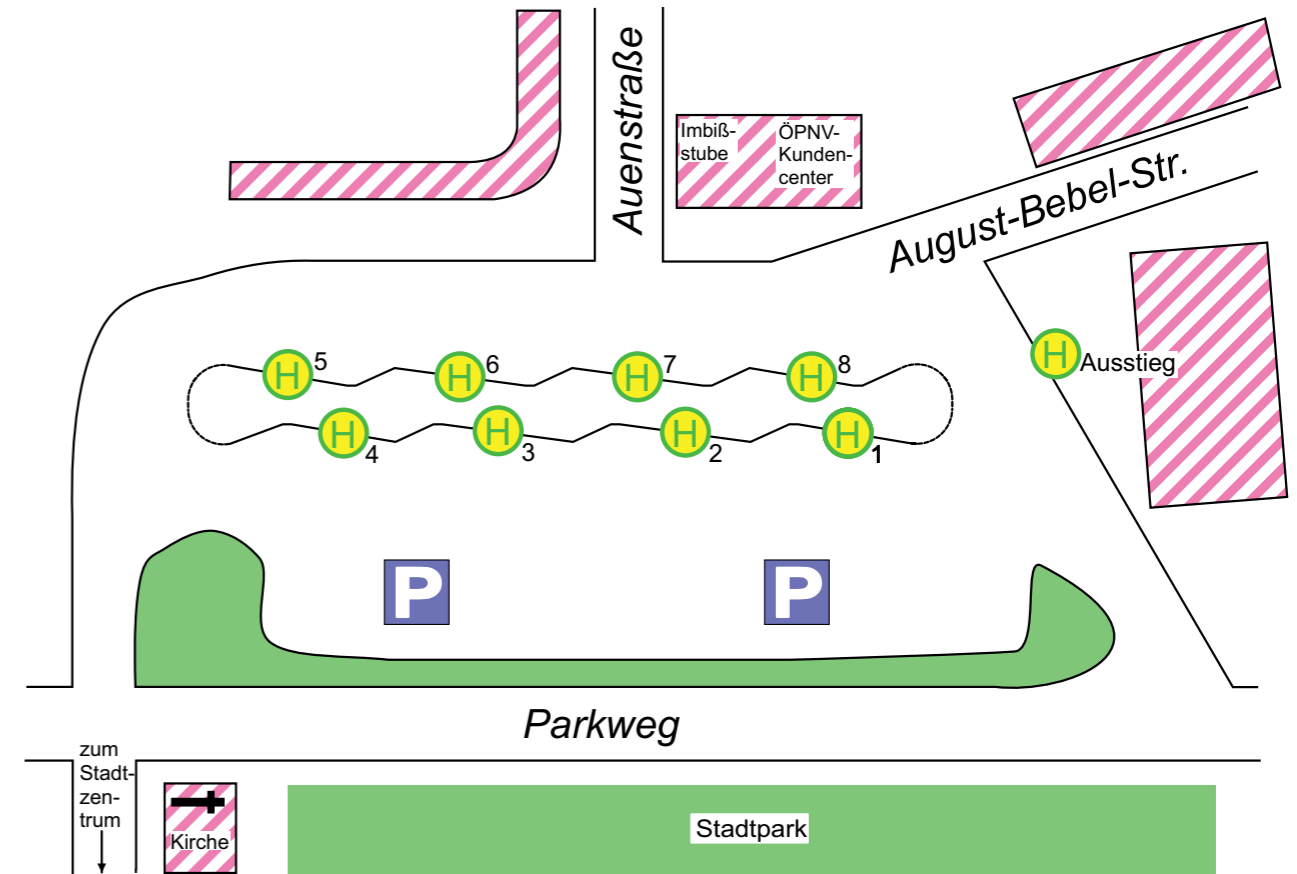 Auenstraße
Imbiß-
stube
ÖPNV-
Kunden-
center
August-Bebel-Str.
H 5
H 6
H 7
H 8
H Ausstieg
H 4
H 3
H 2
H 1
P
P
Parkweg
zum
Stadt-
zen-
trum
Kirche
Stadtpark